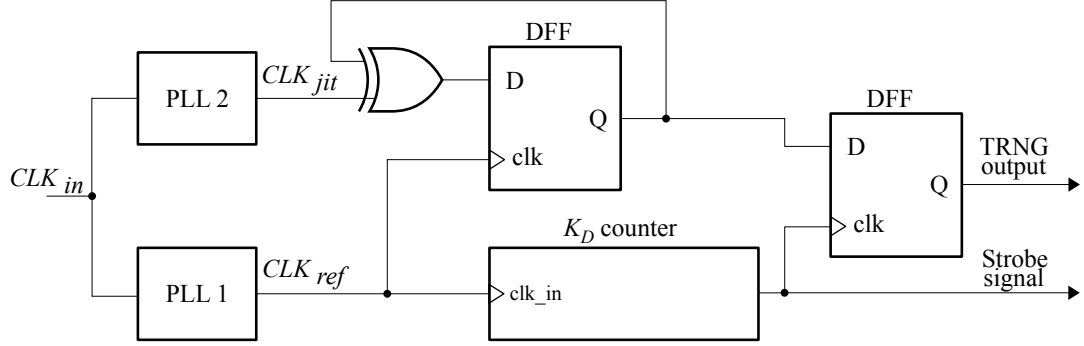 DFF
PLL 2
CLK jit
D
Q
clk
DFF
D
Q
clk
TRNG
output
CLK in
K_D counter
PLL 1
CLK ref
clk_in
Strobe
signal